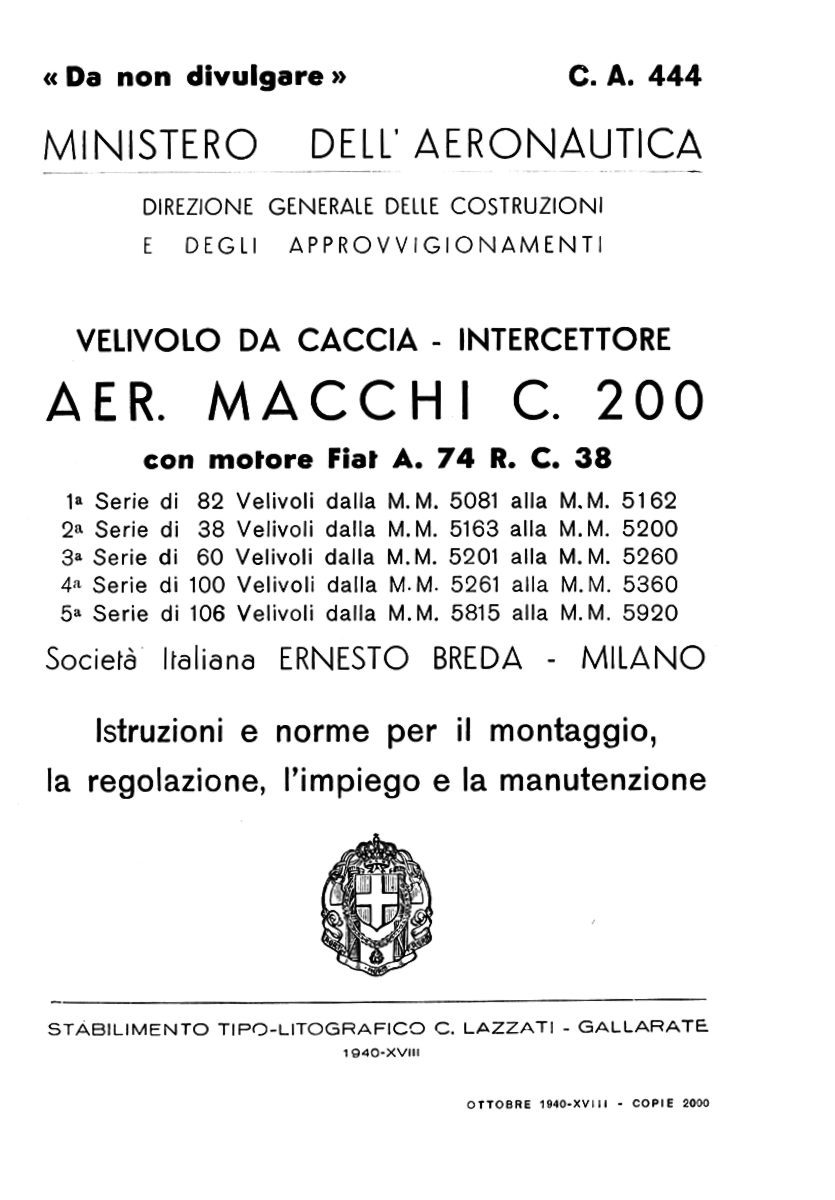 « Da non divulgare » C. A. 444
MINISTERO DELL' AERONAUTICA
DIREZIONE GENERALE DELLE COSTRUZIONI
E DEGLI APPROVVIGIONAMENTI
VELIVOLO DA CACCIA - INTERCETTORE
AER. MACCHI C. 200
con motore Fiat A. 74 R. C. 38
1ª Serie di 82 Velivoli dalla M.M. 5081 alla M.M. 5162
2ª Serie di 38 Velivoli dalla M.M. 5163 alla M.M. 5200
3ª Serie di 60 Velivoli dalla M.M. 5201 alla M.M. 5260
4ª Serie di 100 Velivoli dalla M.M. 5261 alla M.M. 5360
5ª Serie di 106 Velivoli dalla M.M. 5815 alla M.M. 5920
Società Italiana ERNESTO BREDA - MILANO
Istruzioni e norme per il montaggio,
la regolazione, l'impiego e la manutenzione
STABILIMENTO TIPO-LITOGRAFICO C. LAZZATI - GALLARATE
1940-XVIII
OTTOBRE 1940-XVIII - COPIE 2000